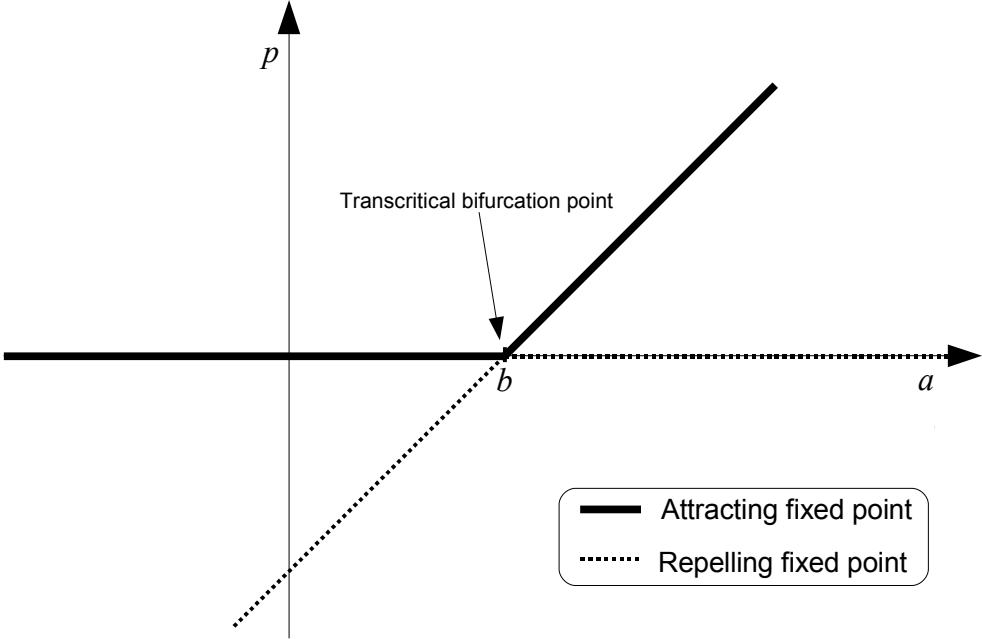 p
Transcritical bifurcation point
b
a
Attracting fixed point
Repelling fixed point